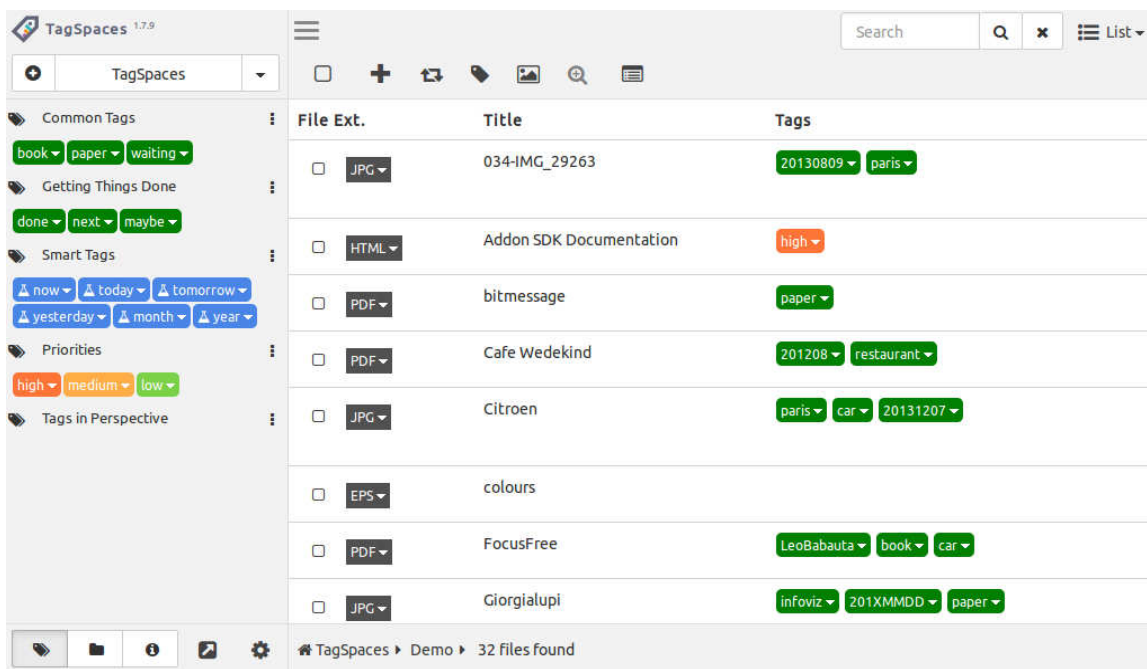 TagSpaces 1.7.9
TagSpaces
Common Tags
book paper waiting
Getting Things Done
done next maybe
Smart Tags
now today tomorrow
yesterday month year
Priorities
high medium low
Tags in Perspective
Search List
File Ext. Title Tags
JPG 034-IMG_29263 20130809 paris
HTML Addon SDK Documentation high
PDF bitmessage paper
PDF Cafe Wedekind 201208 restaurant
JPG Citroen paris car 20131207
EPS colours
PDF FocusFree LeoBabauta book car
JPG Giorgialupi infoviz 201XMMDD paper
TagSpaces Demo 32 files found